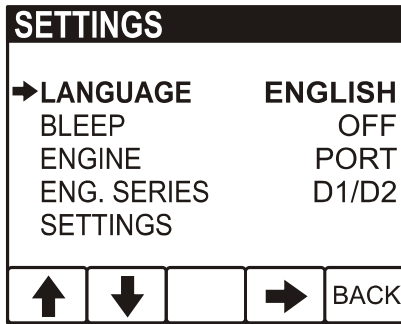 SETTINGS
LANGUAGE ENGLISH
BLEEP OFF
ENGINE PORT
ENG. SERIES D1/D2
SETTINGS
BACK